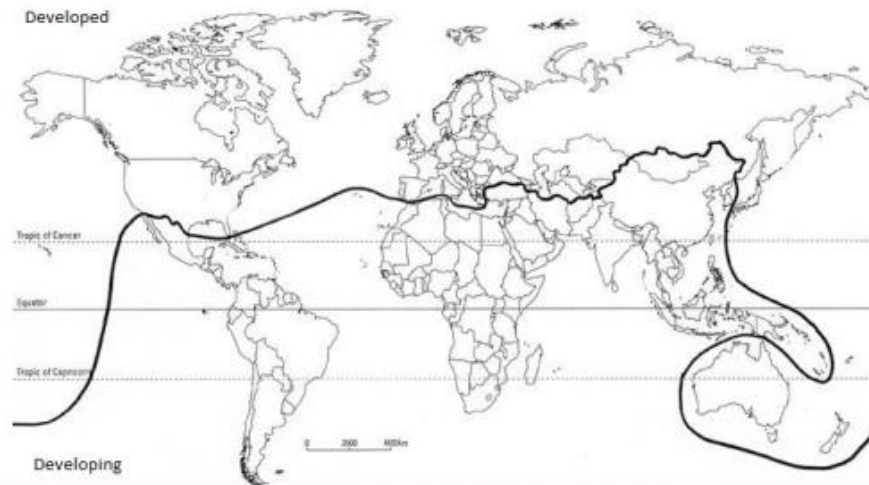 Developed
Tropic of Cancer
Equator
Tropic of Capricorn
0 2000 4000km
Developing